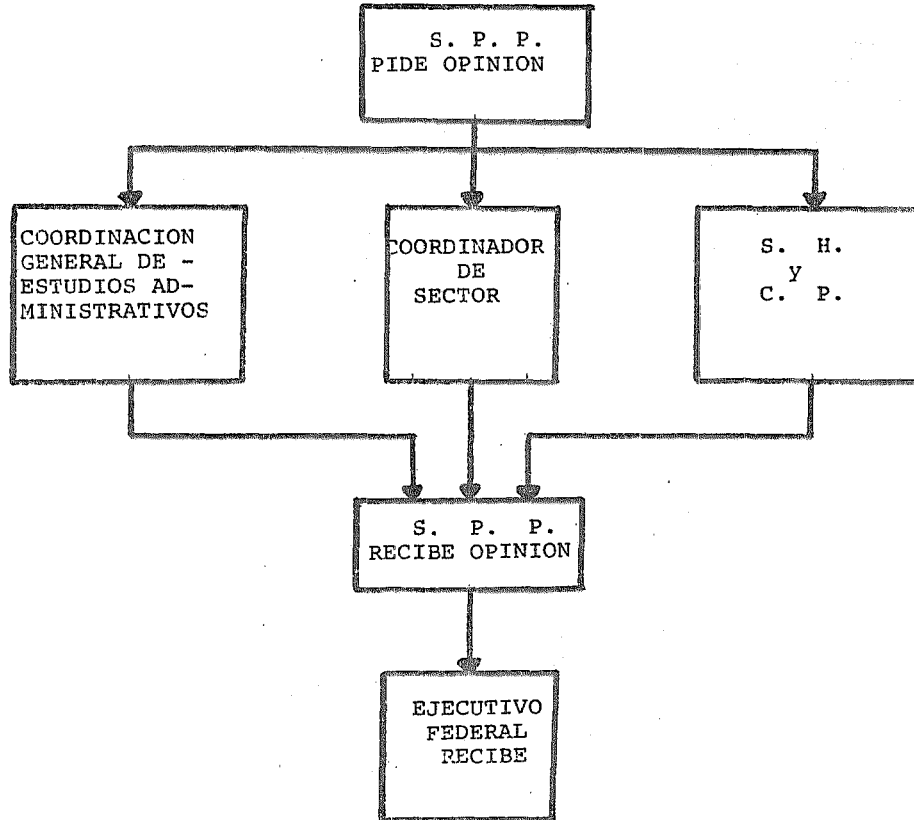 S. P. P.
PIDE OPINION
COORDINACION
GENERAL DE -
ESTUDIOS AD-
MINISTRATIVOS
COORDINADOR
DE
SECTOR
S. H.
y
C. P.
S. P. P.
RECIBE OPINION
EJECUTIVO
FEDERAL
RECIBE